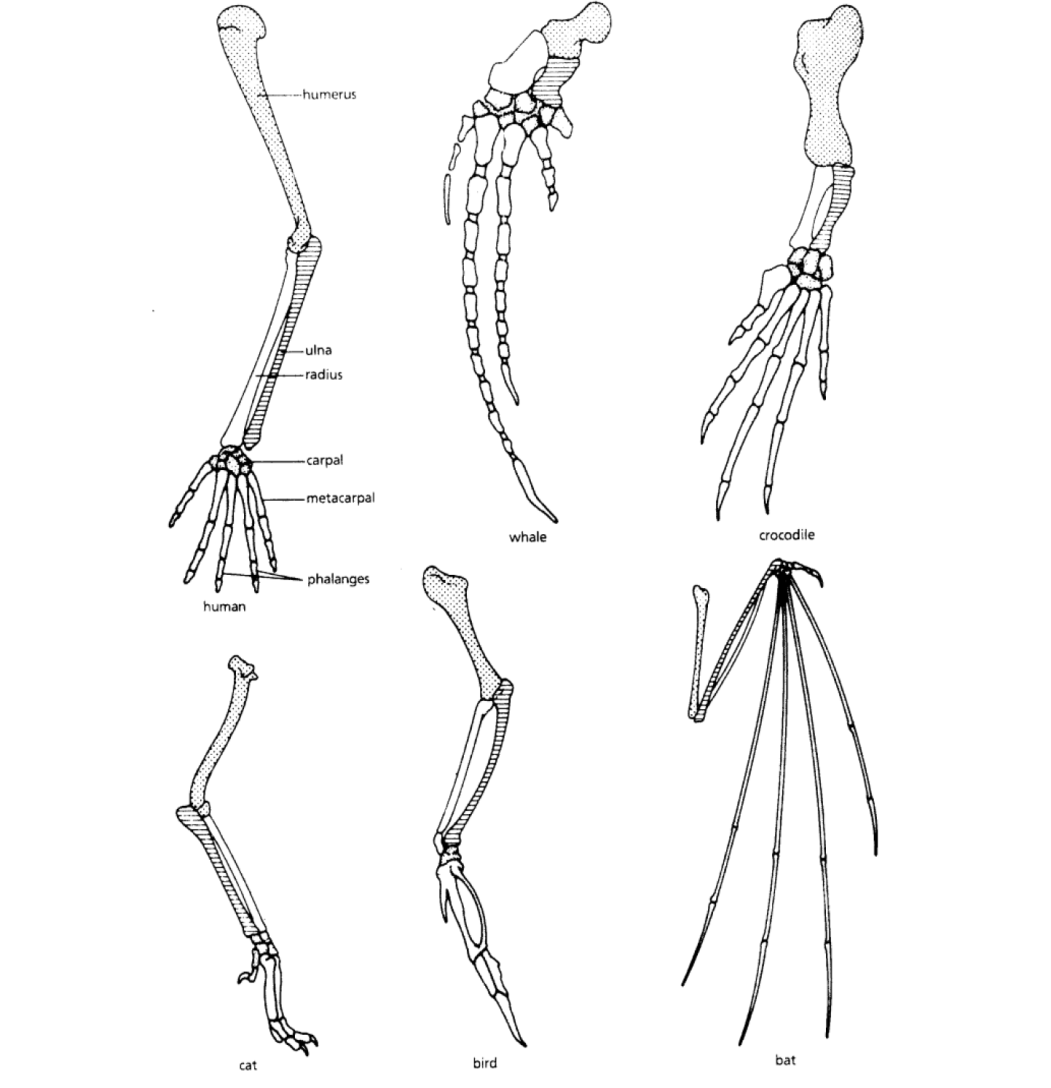 humerus
ulna
radius
carpal
metacarpal
phalanges
human
whale
crocodile
cat
bird
bat